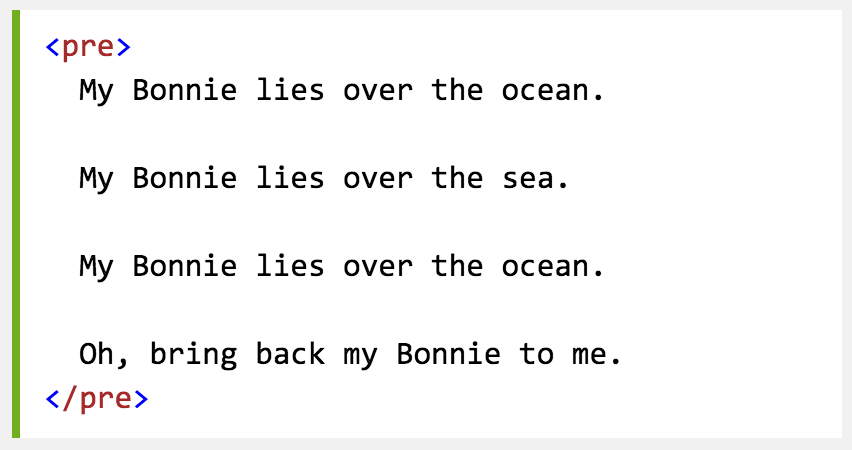 <pre>
My Bonnie lies over the ocean.
My Bonnie lies over the sea.
My Bonnie lies over the ocean.
Oh, bring back my Bonnie to me.
</pre>